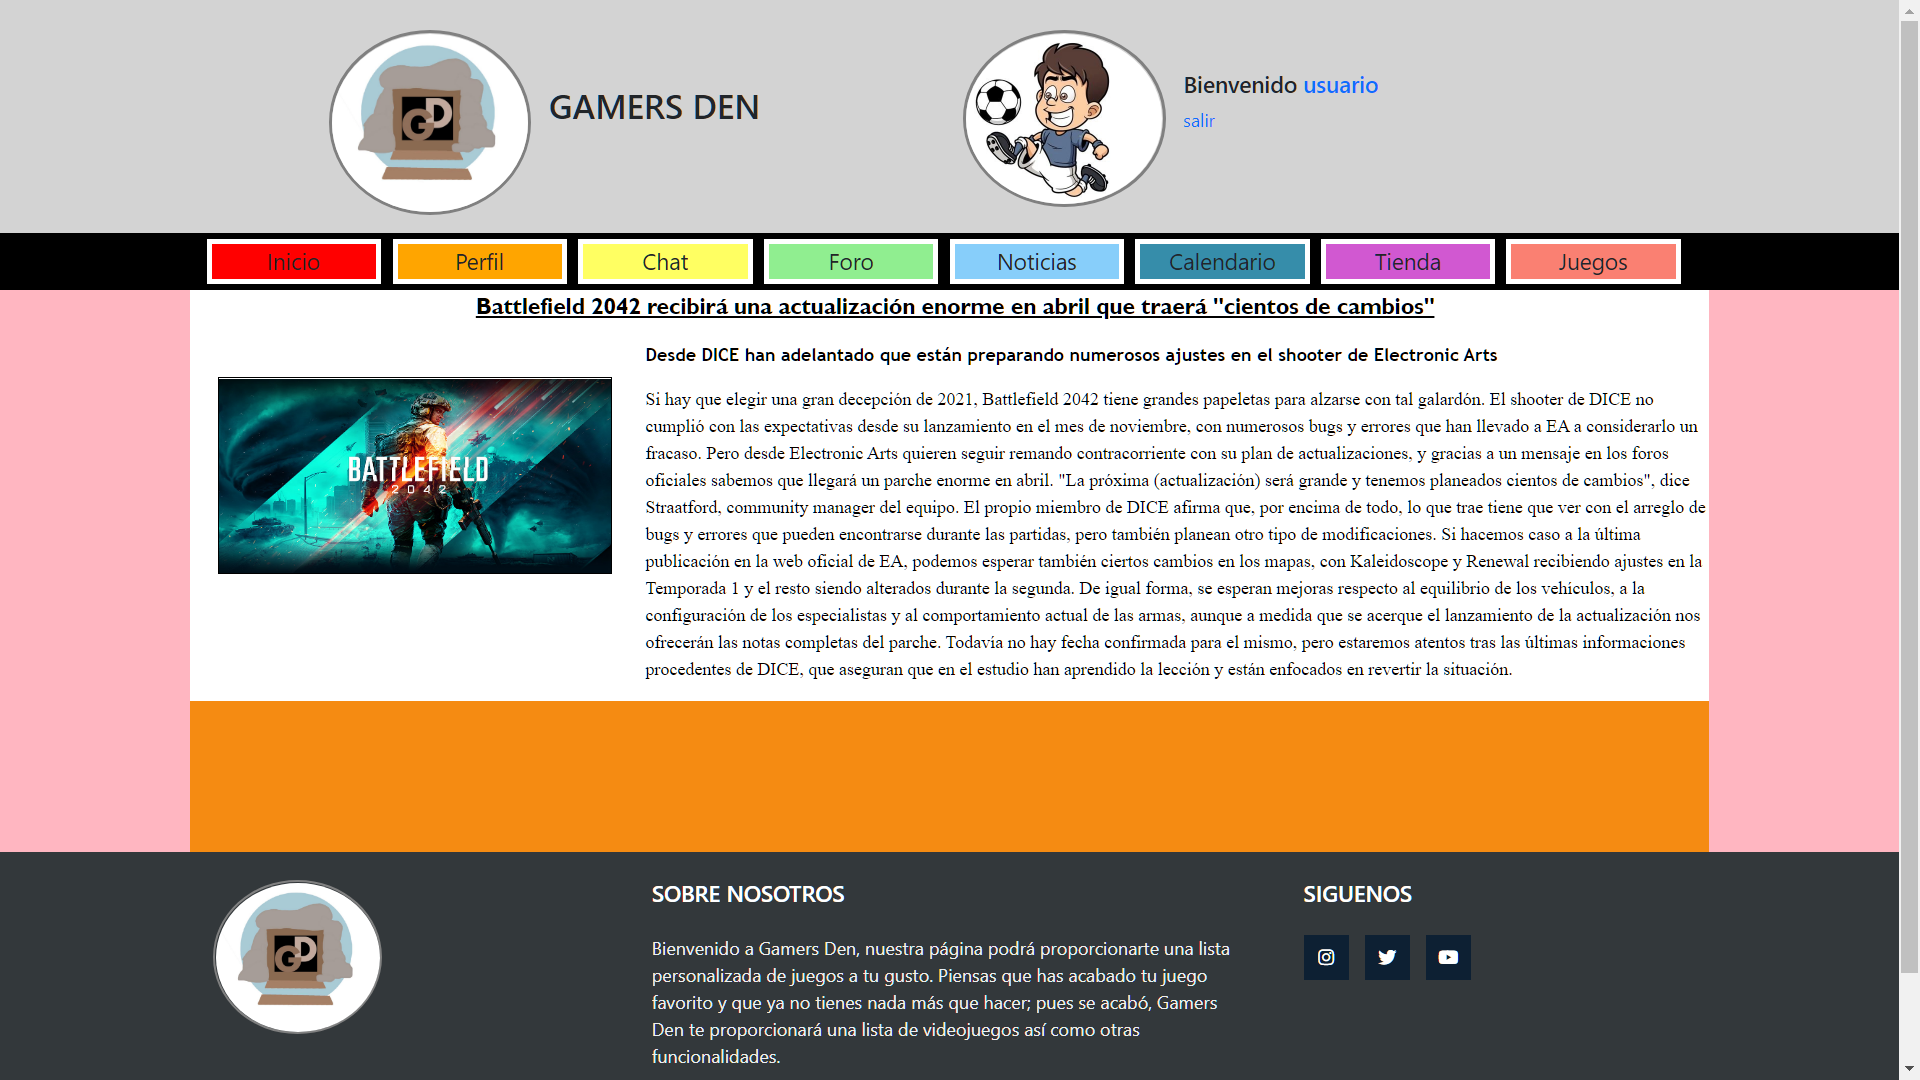 GD
GAMERS DEN
Bienvenido usuario
salir
Inicio
Perfil
Chat
Foro
Noticias
Calendario
Tienda
Juegos
Battlefield 2042 recibirá una actualización enorme en abril que traerá "cientos de cambios"
Desde DICE han adelantado que están preparando numerosos ajustes en el shooter de Electronic Arts
BATTLEFIELD
2042
Si hay que elegir una gran decepción de 2021, Battlefield 2042 tiene grandes papeletas para alzarse con tal galardón. El shooter de DICE no
cumplió con las expectativas desde su lanzamiento en el mes de noviembre, con numerosos bugs y errores que han llevado a EA a considerarlo un
fracaso. Pero desde Electronic Arts quieren seguir remando contracorriente con su plan de actualizaciones, y gracias a un mensaje en los foros
oficiales sabemos que llegará un parche enorme en abril. "La próxima (actualización) será grande y tenemos planeados cientos de cambios", dice
Straatford, community manager del equipo. El propio miembro de DICE afirma que, por encima de todo, lo que trae tiene que ver con el arreglo de
bugs y errores que pueden encontrarse durante las partidas, pero también planean otro tipo de modificaciones. Si hacemos caso a la última
publicación en la web oficial de EA, podemos esperar también ciertos cambios en los mapas, con Kaleidoscope y Renewal recibiendo ajustes en la
Temporada 1 y el resto siendo alterados durante la segunda. De igual forma, se esperan mejoras respecto al equilibrio de los vehículos, a la
configuración de los especialistas y al comportamiento actual de las armas, aunque a medida que se acerque el lanzamiento de la actualización nos
ofrecerán las notas completas del parche. Todavía no hay fecha confirmada para el mismo, pero estaremos atentos tras las últimas informaciones
procedentes de DICE, que aseguran que en el estudio han aprendido la lección y están enfocados en revertir la situación.
GD
SOBRE NOSOTROS
Bienvenido a Gamers Den, nuestra página podrá proporcionarte una lista
personalizada de juegos a tu gusto. Piensas que has acabado tu juego
favorito y que ya no tienes nada más que hacer; pues se acabó, Gamers
Den te proporcionará una lista de videojuegos así como otras
funcionalidades.
SIGUENOS